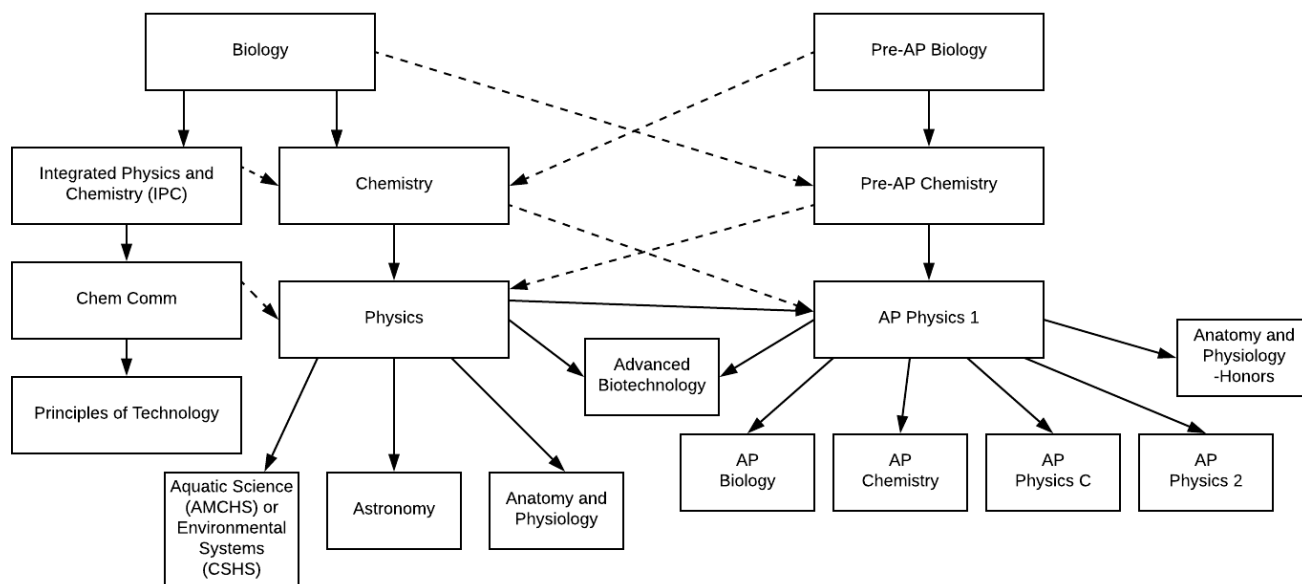 Biology
Pre-AP Biology
Integrated Physics and
Chemistry (IPC)
Chemistry
Pre-AP Chemistry
Chem Comm
Physics
AP Physics 1
Anatomy and
Physiology
-Honors
Advanced
Biotechnology
Principles of Technology
AP
Biology
AP
Chemistry
AP
Physics C
AP
Physics 2
Aquatic Science
(AMCHS) or
Environmental
Systems
(CSHS)
Astronomy
Anatomy and
Physiology